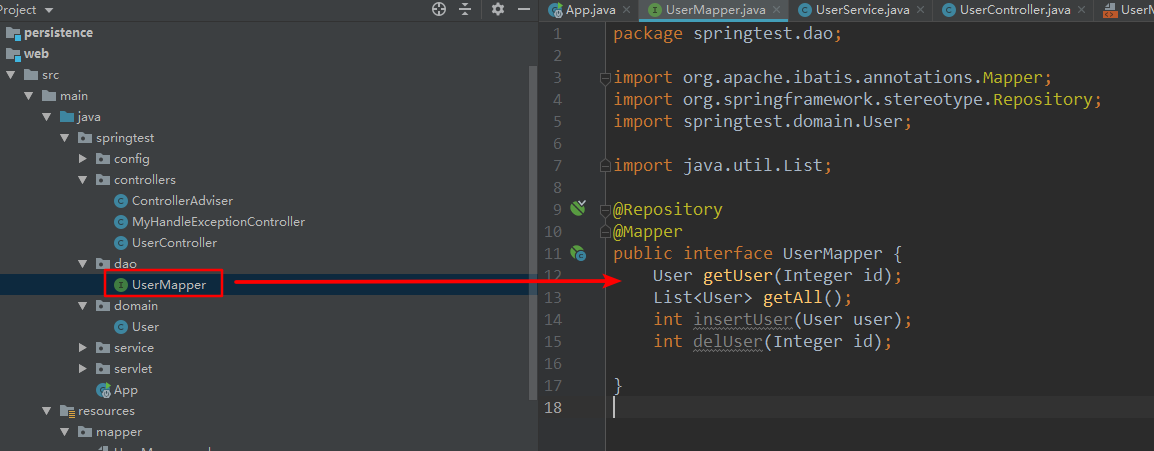 Project
persistence
web
src
main
java
springtest
config
controllers
ControllerAdviser
MyHandleExceptionController
UserController
dao
UserMapper
domain
User
service
servlet
App
resources
mapper
App.java
UserMapper.java
UserService.java
UserController.java
UserM
1 package springtest.dao;
2
3 import org.apache.ibatis.annotations.Mapper;
4 import org.springframework.stereotype.Repository;
5 import springtest.domain.User;
6
7 import java.util.List;
8
9 @Repository
10 @Mapper
11 public interface UserMapper {
12 User getUser(Integer id);
13 List<User> getAll();
14 int insertUser(User user);
15 int delUser(Integer id);
16
17 }
18